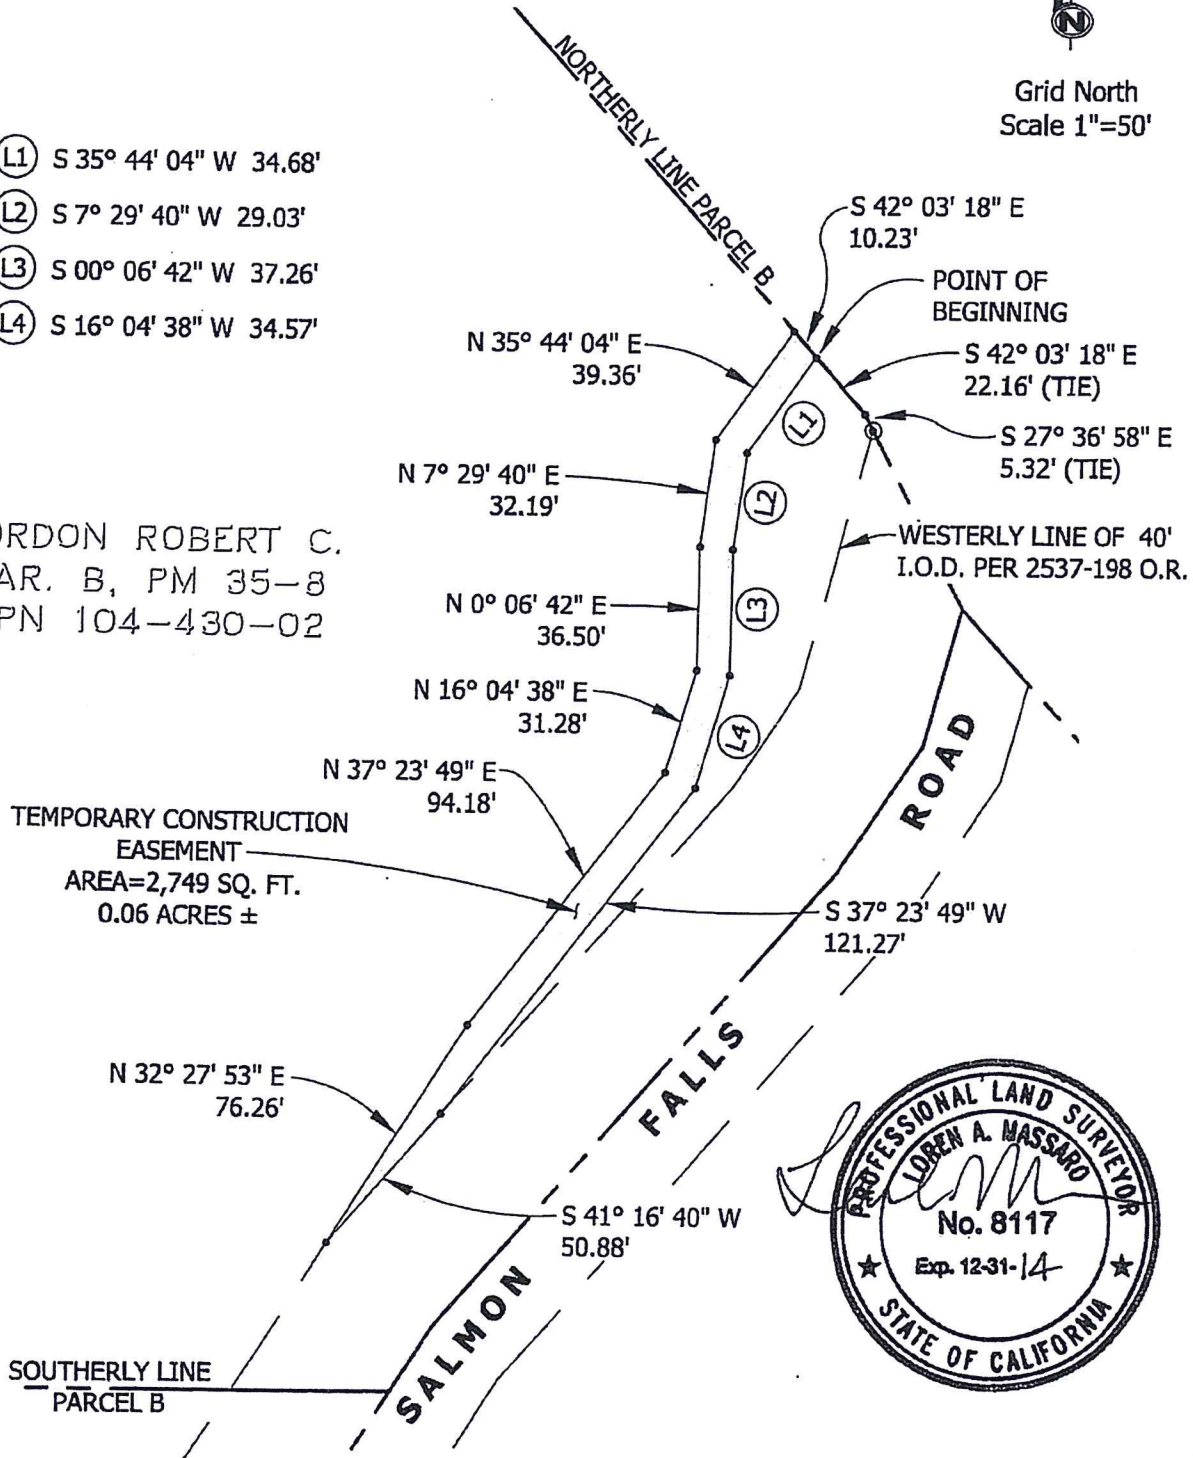 N
Grid North
Scale 1"=50'
NORTHERLY LINE PARCEL B
L1 S 35° 44' 04" W 34.68'
L2 S 7° 29' 40" W 29.03'
L3 S 00° 06' 42" W 37.26'
L4 S 16° 04' 38" W 34.57'
S 42° 03' 18" E
10.23'
POINT OF
BEGINNING
S 42° 03' 18" E
22.16' (TIE)
S 27° 36' 58" E
5.32' (TIE)
WESTERLY LINE OF 40'
I.O.D. PER 2537-198 O.R.
N 35° 44' 04" E
39.36'
N 7° 29' 40" E
32.19'
N 0° 06' 42" E
36.50'
N 16° 04' 38" E
31.28'
N 37° 23' 49" E
94.18'
L1
L2
L3
L4
ORDON ROBERT C.
AR. B, PM 35-8
PN 104-430-02
TEMPORARY CONSTRUCTION
EASEMENT
AREA=2,749 SQ. FT.
0.06 ACRES ±
S 37° 23' 49" W
121.27'
N 32° 27' 53" E
76.26'
S 41° 16' 40" W
50.88'
SALMON FALLS ROAD
SOUTHERLY LINE
PARCEL B
PROFESSIONAL LAND SURVEYOR
LOREN A. MASSARO
No. 8117
Exp. 12-31-14
STATE OF CALIFORNIA